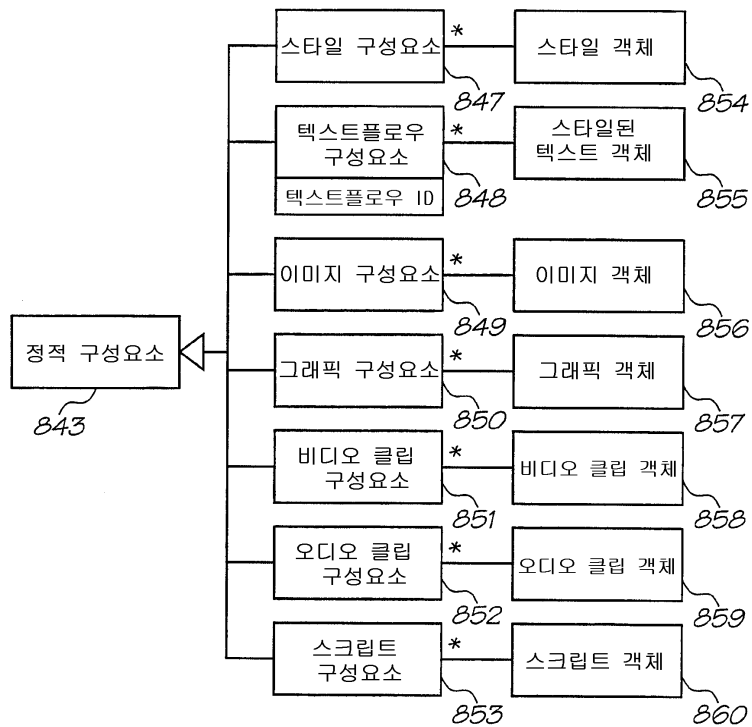 스타일 구성요소
*
스타일 객체
847
854
텍스트플로우
구성요소
*
스타일된
텍스트 객체
텍스트플로우 ID
848
855
이미지 구성요소
*
이미지 객체
849
856
정적 구성요소
843
그래픽 구성요소
*
그래픽 객체
850
857
비디오 클립
구성요소
*
비디오 클립 객체
851
858
오디오 클립
구성요소
*
오디오 클립 객체
852
859
스크립트
구성요소
*
스크립트 객체
853
860